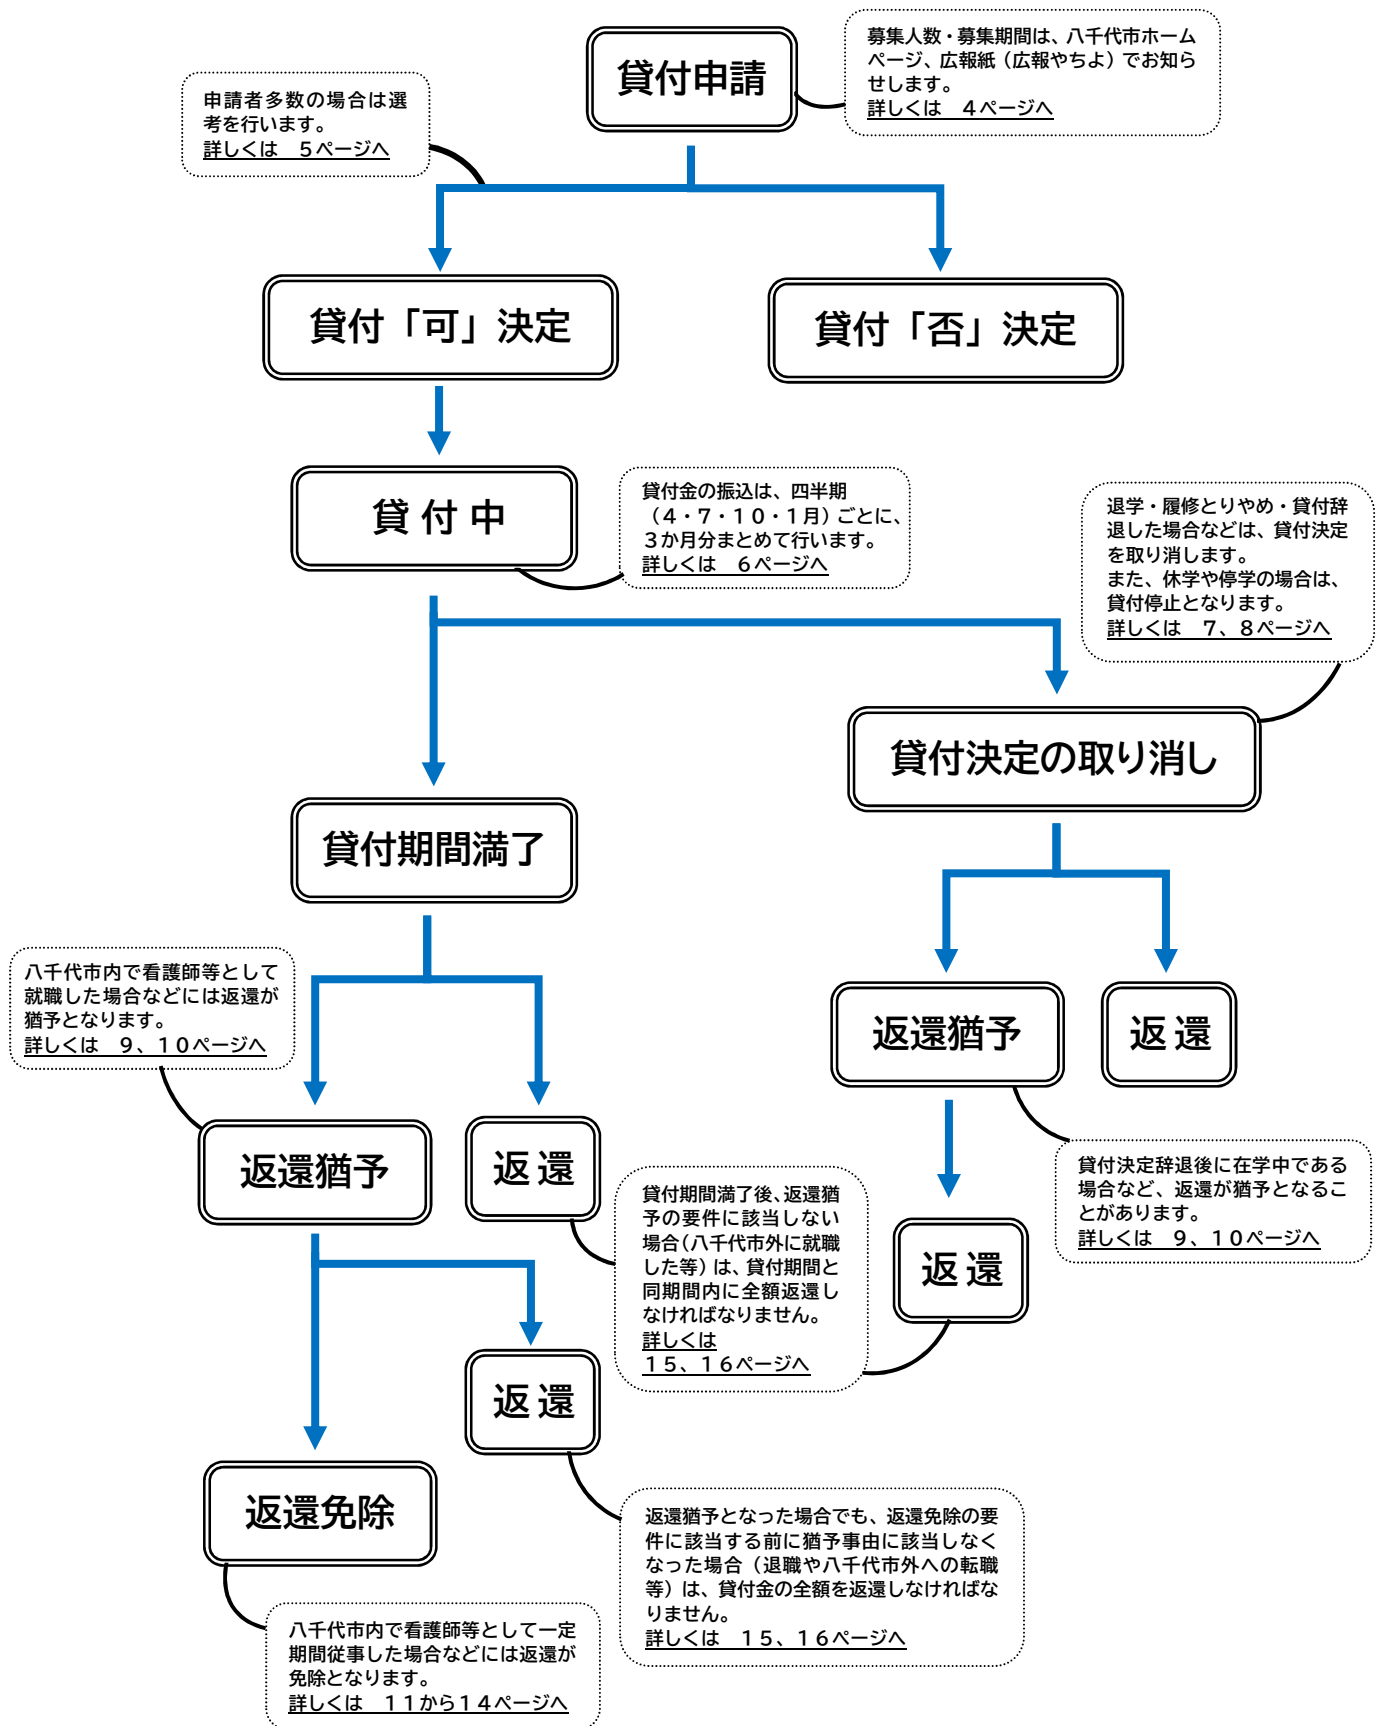 貸付申請
募集人数・募集期間は、八千代市ホーム
ページ、広報紙（広報やちよ）でお知ら
せします。
詳しくは　４ページへ
申請者多数の場合は選
考を行います。
詳しくは　５ページへ
貸付「可」決定
貸付「否」決定
貸 付 中
貸付金の振込は、四半期
（４・７・１０・１月）ごとに、
３か月分まとめて行います。
詳しくは　６ページへ
退学・履修とりやめ・貸付辞
退した場合などは、貸付決定
を取り消します。
また、休学や停学の場合は、
貸付停止となります。
詳しくは　７、８ページへ
貸付決定の取り消し
貸付期間満了
八千代市内で看護師等として
就職した場合などには返還が
猶予となります。
詳しくは　９、１０ページへ
返還猶予
返 還
返還猶予
返 還
貸付期間満了後、返還猶
予の要件に該当しない
場合（八千代市外に就職
した等）は、貸付期間と
同期間内に全額返還し
なければなりません。
詳しくは
１５、１６ページへ
貸付決定辞退後に在学中である
場合など、返還が猶予となるこ
とがあります。
詳しくは　９、１０ページへ
返 還
返 還
返還免除
返還猶予となった場合でも、返還免除の要
件に該当する前に猶予事由に該当しなく
なった場合（退職や八千代市外への転職
等）は、貸付金の全額を返還しなければな
りません。
詳しくは　１５、１６ページへ
八千代市内で看護師等として一定
期間従事した場合などには返還が
免除となります。
詳しくは　１１から１４ページへ